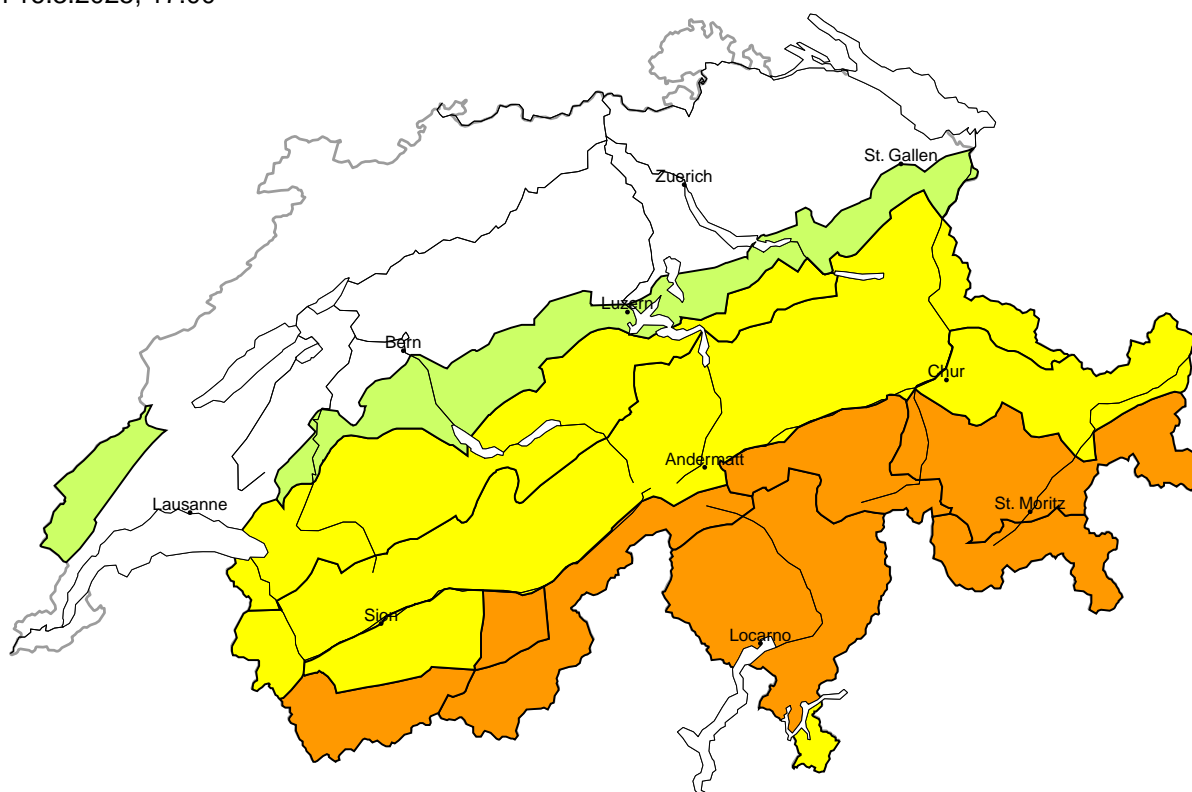 St. Gallen
Zuerich
Luzern
Bern
Chur
Andermatt
Lausanne
St. Moritz
Sion
Locarno